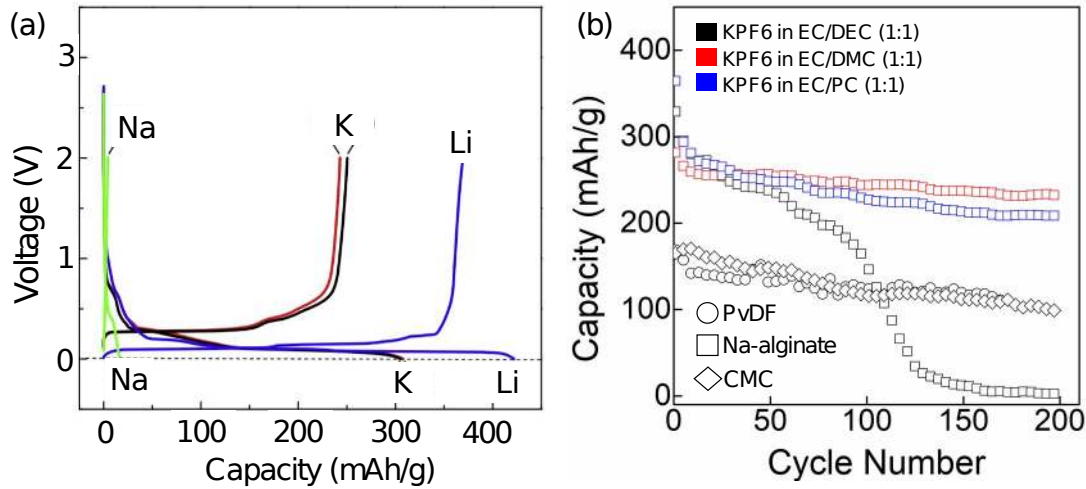 (a)
3
2
1
0
Voltage (V)
Na
K
Li
Na
K
Li
0
200
300
400
Capacity (mAh/g)
(b)
400
300
200
100
0
Capacity (mAh/g)
KPF6 in EC/DEC (1:1)
KPF6 in EC/DMC (1:1)
KPF6 in EC/PC (1:1)
PvDF
Na-alginate
CMC
0
50
100
150
200
Cycle Number